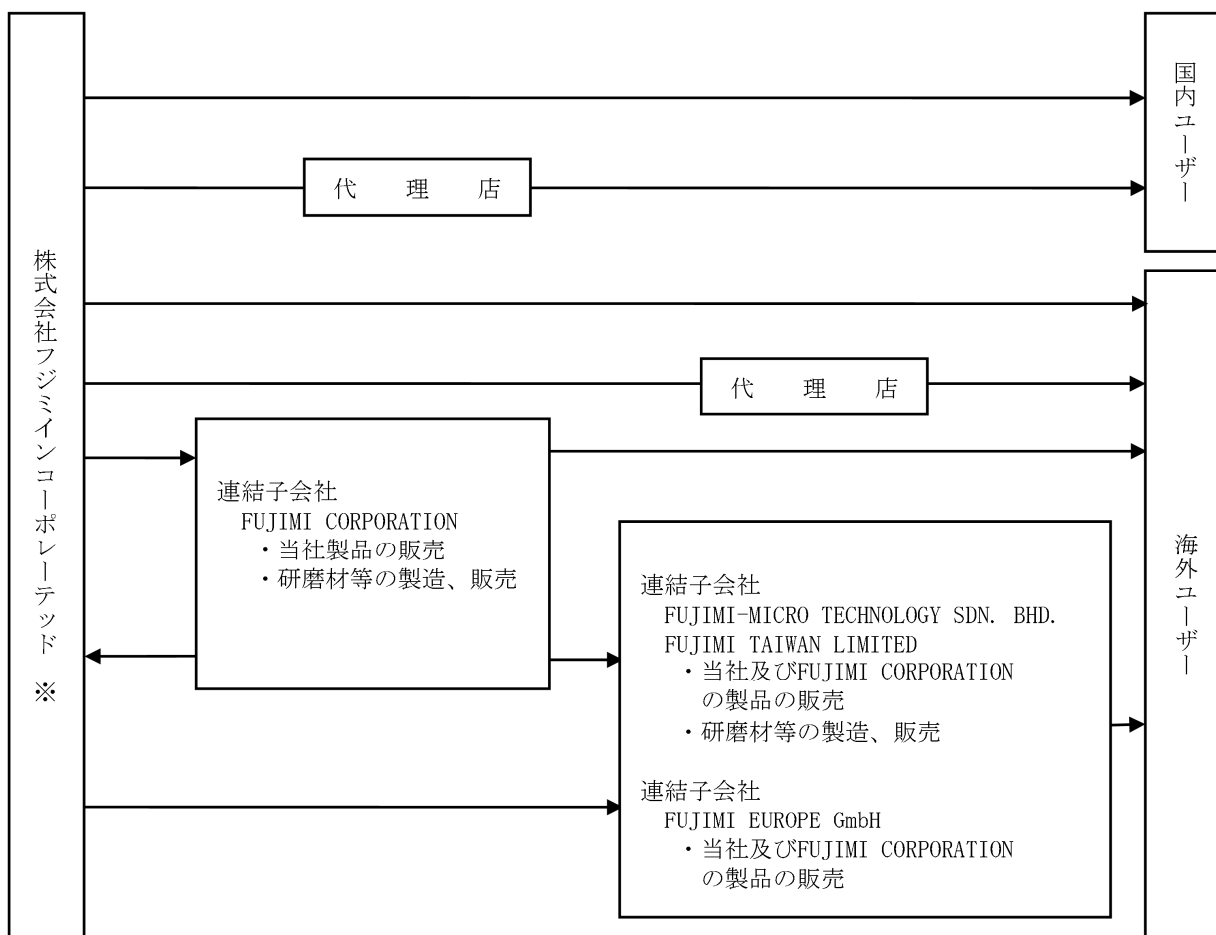 株式会社フジミインコーポレーテッド ※
国内ユーザー
代 理 店
代 理 店
連結子会社
FUJIMI CORPORATION
・当社製品の販売
・研磨材等の製造、販売
連結子会社
FUJIMI-MICRO TECHNOLOGY SDN. BHD.
FUJIMI TAIWAN LIMITED
・当社及びFUJIMI CORPORATION
の製品の販売
・研磨材等の製造、販売
連結子会社
FUJIMI EUROPE GmbH
・当社及びFUJIMI CORPORATION
の製品の販売
海外ユーザー